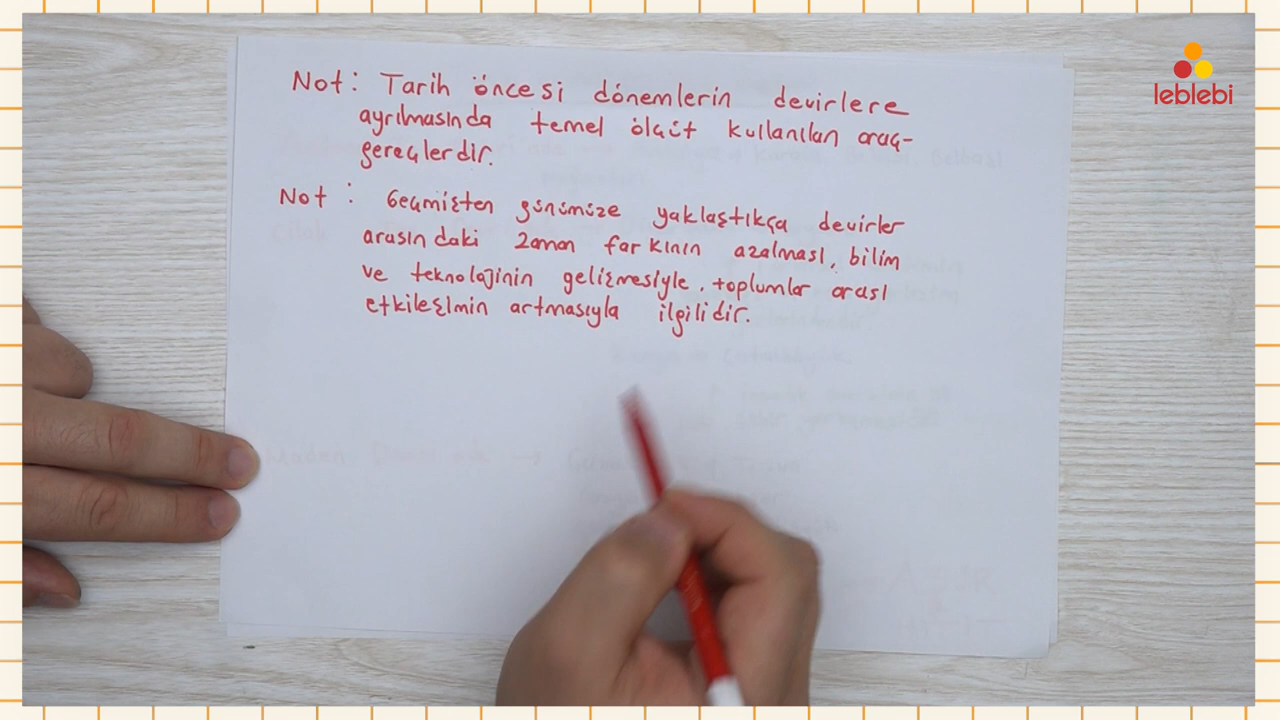 leblebi
Not: Tarih öncesi dönemlerin devirlere
ayrılmasında temel ölçüt kullanılan araç-
gereçlerdir.
Not: Geçmişten günümüze yaklaştıkça devirler
arasındaki zaman farkının azalması, bilim
ve teknolojinin gelişmesiyle, toplumlar arası
etkileşimin artmasıyla ilgilidir.